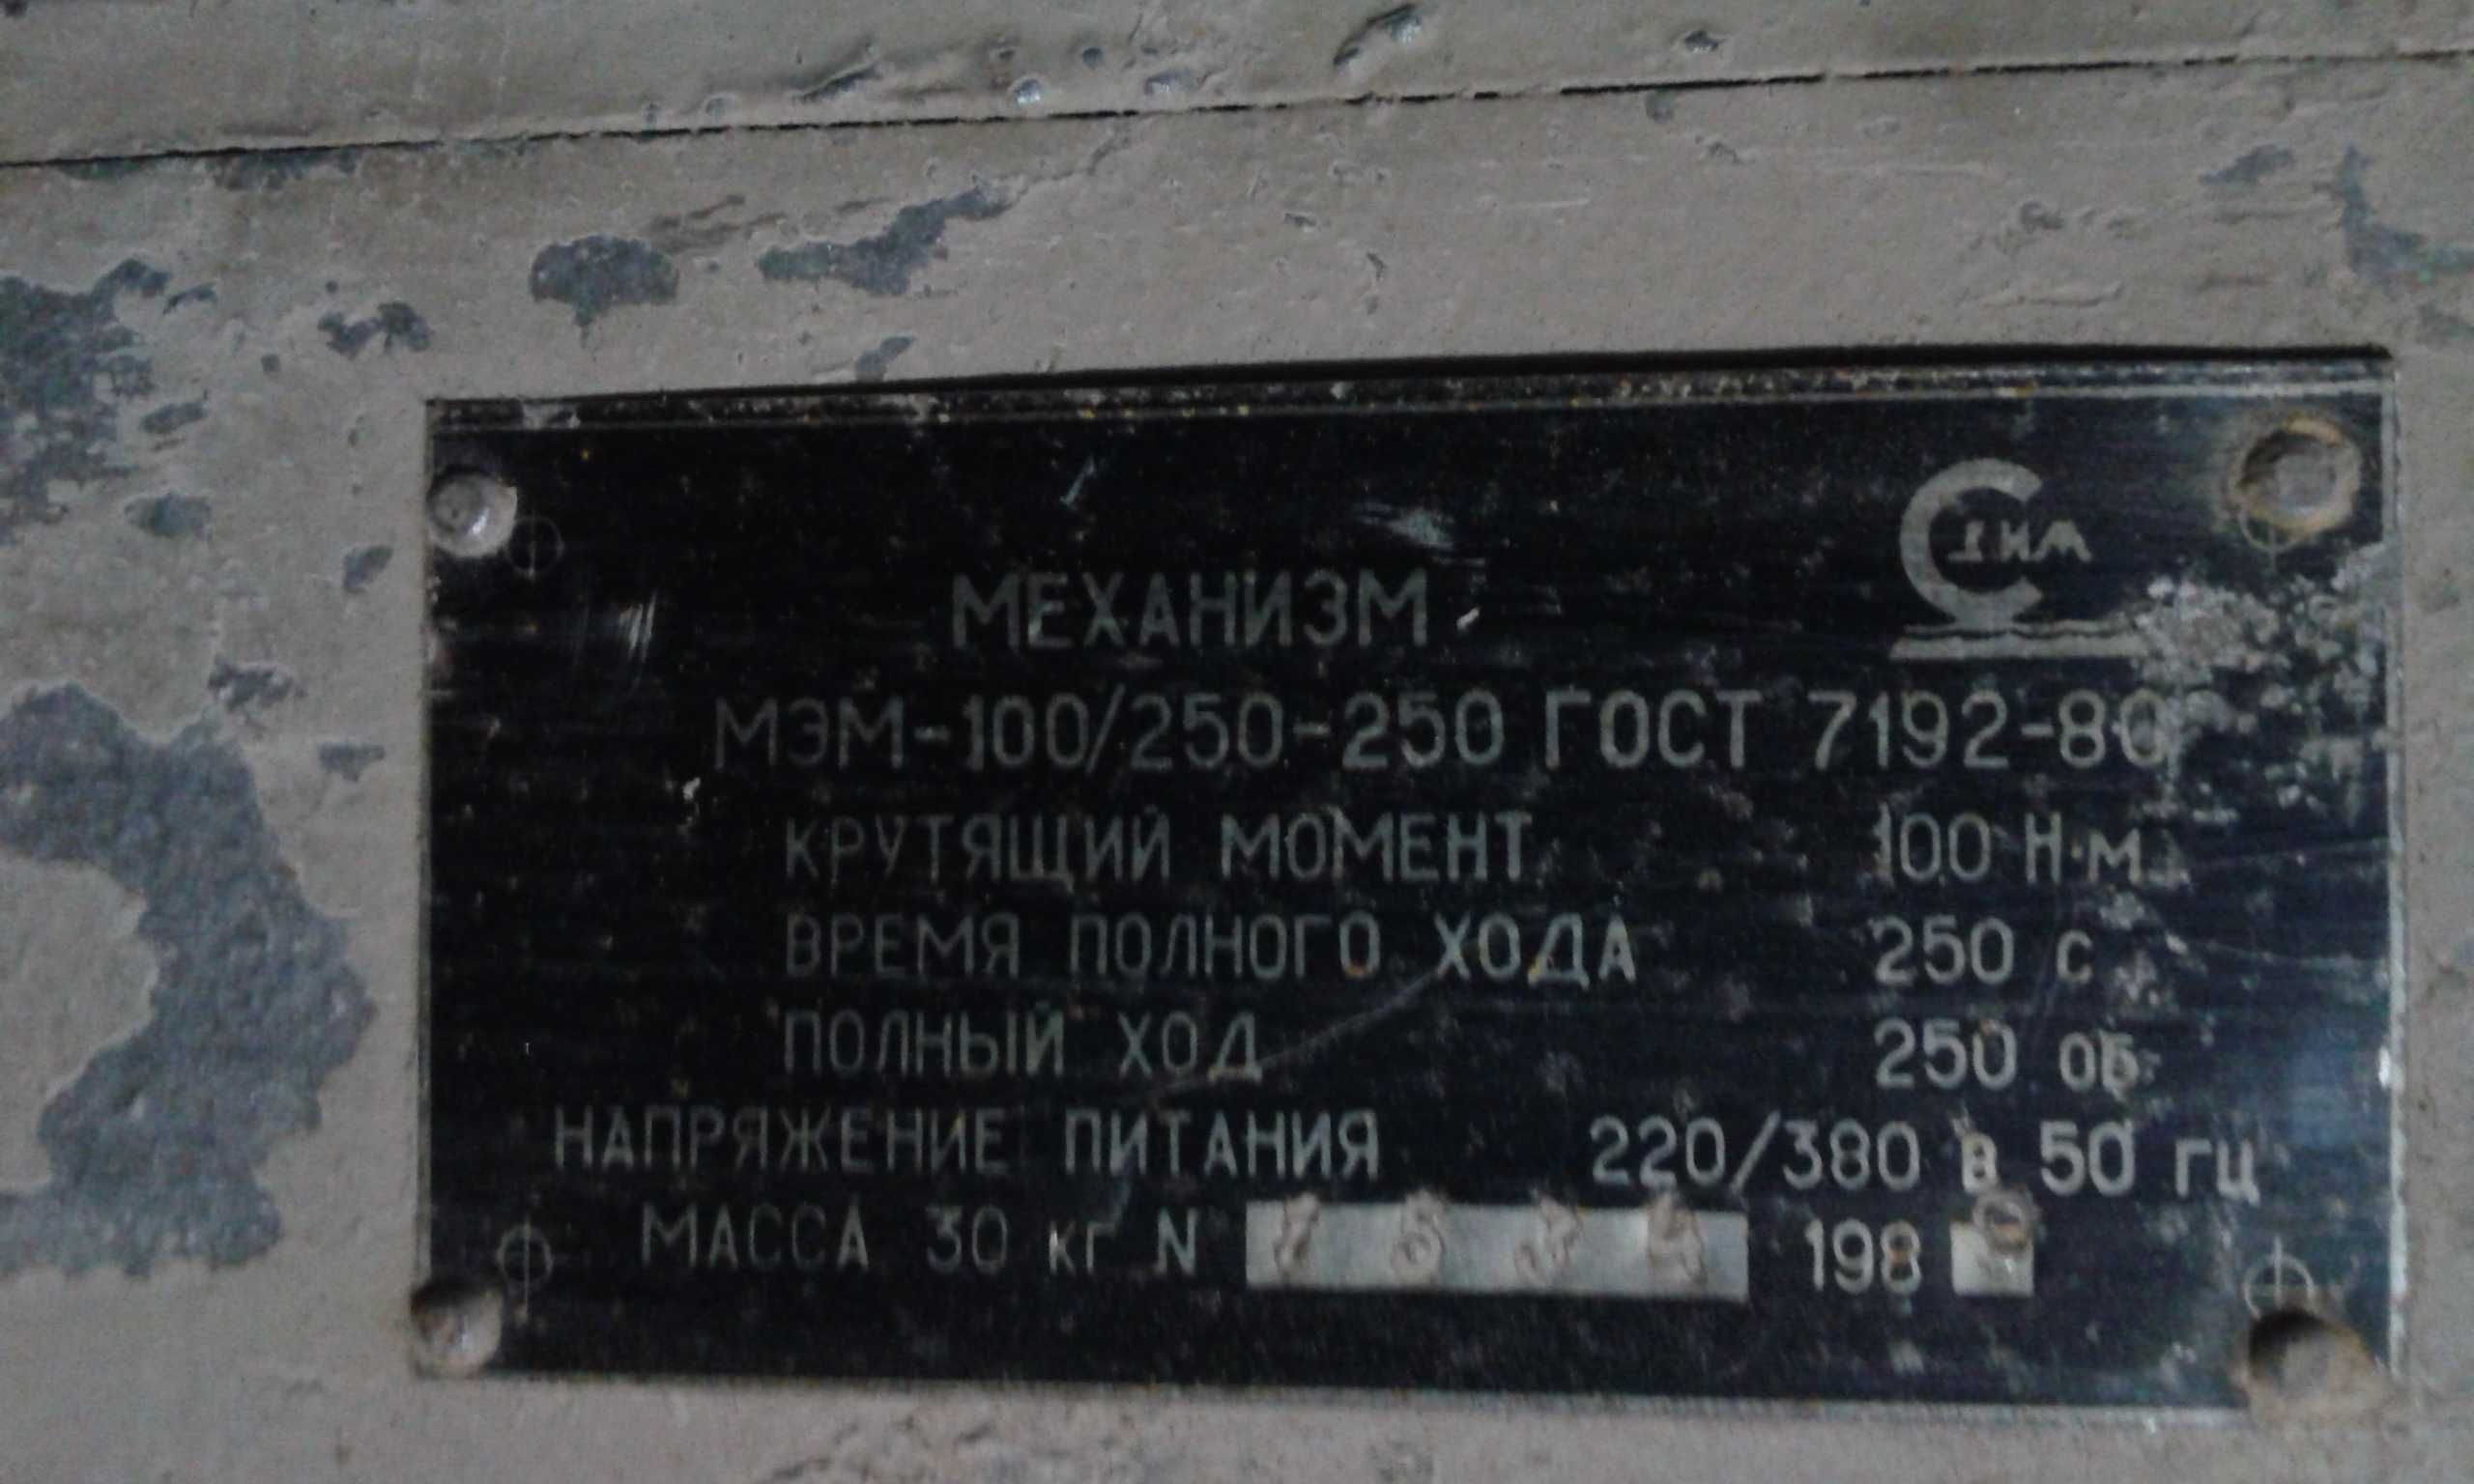 МЕХАНИЗМ
МЭМ-100/250-250 ГОСТ 7192-80
КРУТЯЩИЙ МОМЕНТ 100 Н·м
ВРЕМЯ ПОЛНОГО ХОДА 250 с
ПОЛНЫЙ ХОД 250 об
НАПРЯЖЕНИЕ ПИТАНИЯ 220/380 в 50 гц
МАССА 30 кг N 198